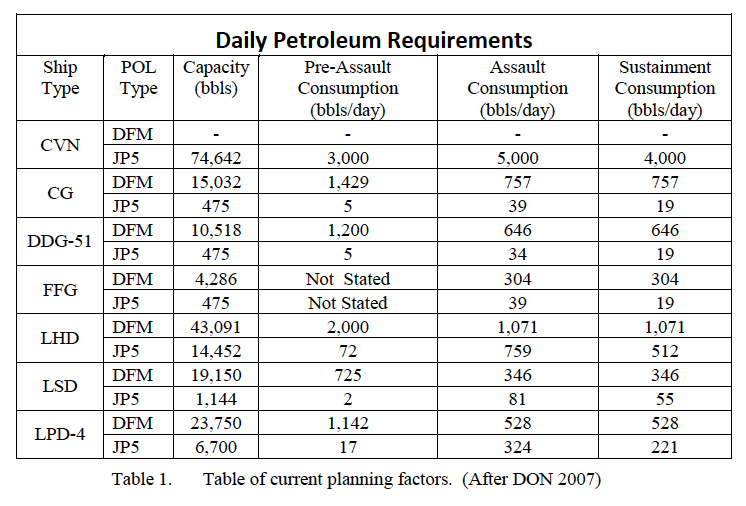 Daily Petroleum Requirements
Ship Type POL Type Capacity (bbls) Pre-Assault Consumption (bbls/day) Assault Consumption (bbls/day) Sustainment Consumption (bbls/day)
CVN DFM - - - -
JP5 74,642 3,000 5,000 4,000
CG DFM 15,032 1,429 757 757
JP5 475 5 39 19
DDG-51 DFM 10,518 1,200 646 646
JP5 475 5 34 19
FFG DFM 4,286 Not Stated 304 304
JP5 475 Not Stated 39 19
LHD DFM 43,091 2,000 1,071 1,071
JP5 14,452 72 759 512
LSD DFM 19,150 725 346 346
JP5 1,144 2 81 55
LPD-4 DFM 23,750 1,142 528 528
JP5 6,700 17 324 221
Table 1. Table of current planning factors. (After DON 2007)